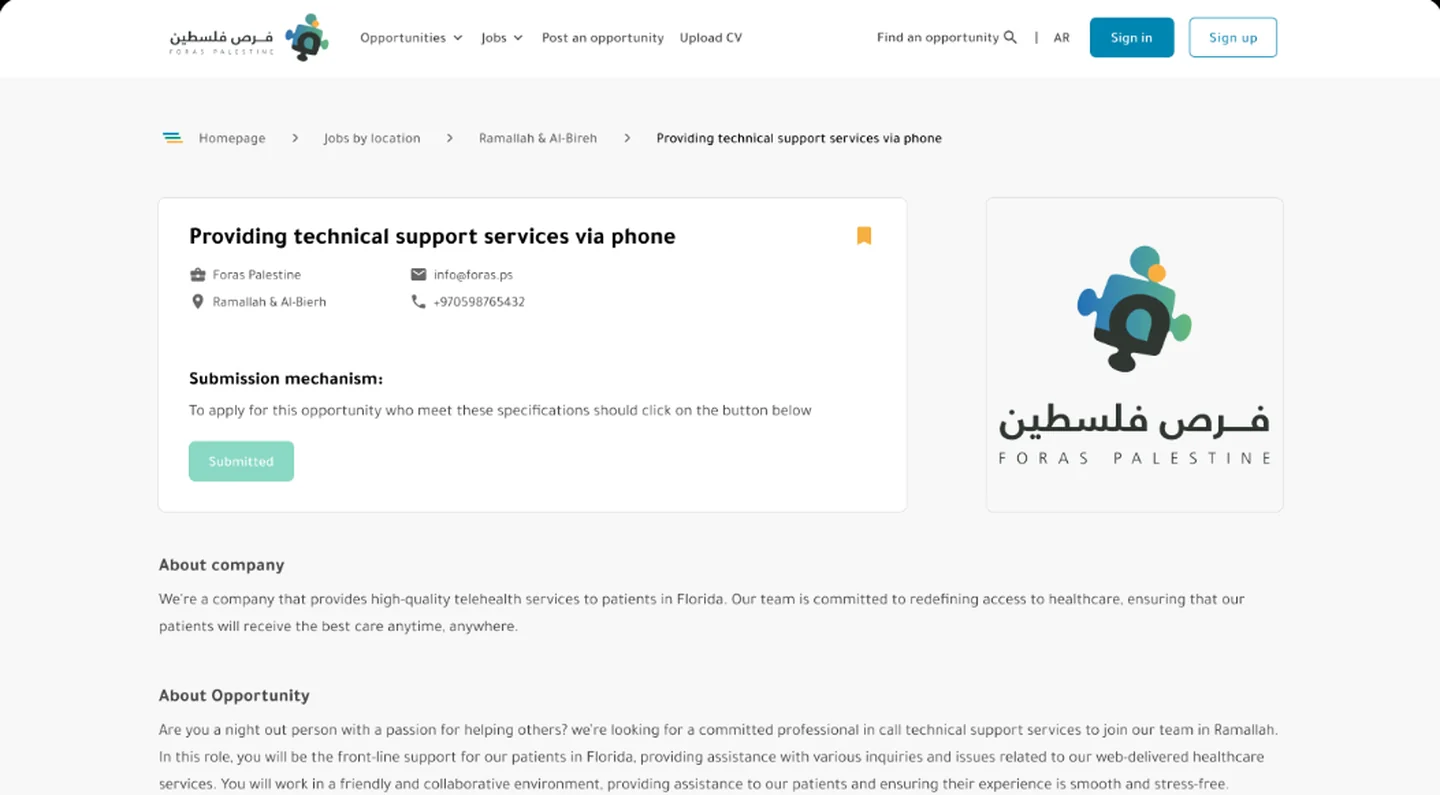 فـرص فلسطين
FORAS PALESTINE
Opportunities
Jobs
Post an opportunity
Upload CV
Find an opportunity
|
AR
Sign in
Sign up
Homepage > Jobs by location > Ramallah & Al-Bireh > Providing technical support services via phone
Providing technical support services via phone
Foras Palestine
info@foras.ps
Ramallah & Al-Bierh
+970598765432
Submission mechanism:
To apply for this opportunity who meet these specifications should click on the button below
Submitted
فـرص فلسطين
FORAS PALESTINE
About company
We're a company that provides high-quality telehealth services to patients in Florida. Our team is committed to redefining access to healthcare, ensuring that our
patients will receive the best care anytime, anywhere.
About Opportunity
Are you a night out person with a passion for helping others? we're looking for a committed professional in call technical support services to join our team in Ramallah.
In this role, you will be the front-line support for our patients in Florida, providing assistance with various inquiries and issues related to our web-delivered healthcare
services. You will work in a friendly and collaborative environment, providing assistance to our patients and ensuring their experience is smooth and stress-free.